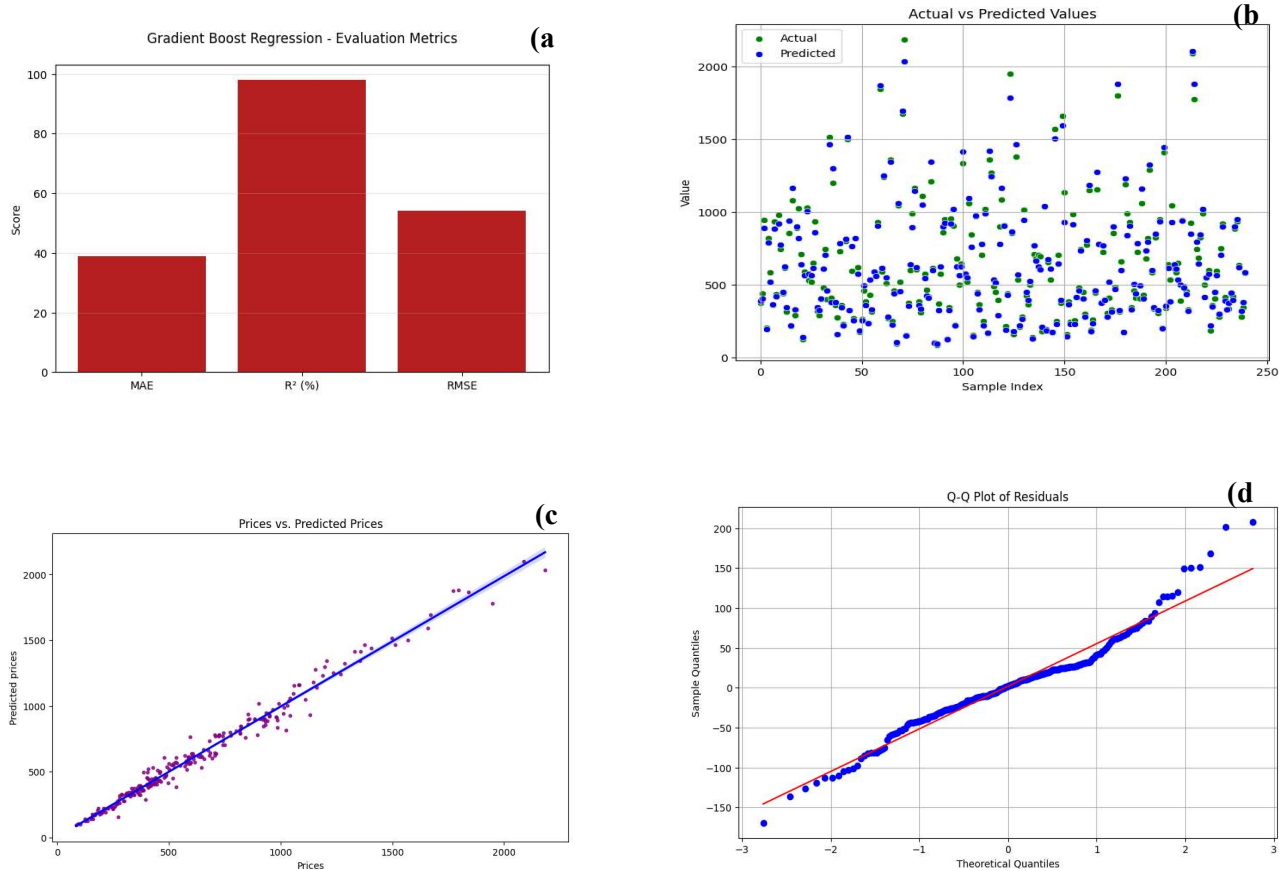 Gradient Boost Regression - Evaluation Metrics
(a
Score
100
80
60
40
20
0
MAE
R² (%)
RMSE
Actual vs Predicted Values
(b)
Actual
Predicted
Value
2000
1500
1000
500
0
0
50
100
150
200
250
Sample Index
Prices vs. Predicted Prices
(c
Predicted prices
2000
1500
1000
500
0
0
500
1000
1500
2000
Prices
Q-Q Plot of Residuals
(d
Sample Quantiles
200
150
100
50
0
−50
−100
−150
−3
−2
−1
0
1
2
3
Theoretical Quantiles